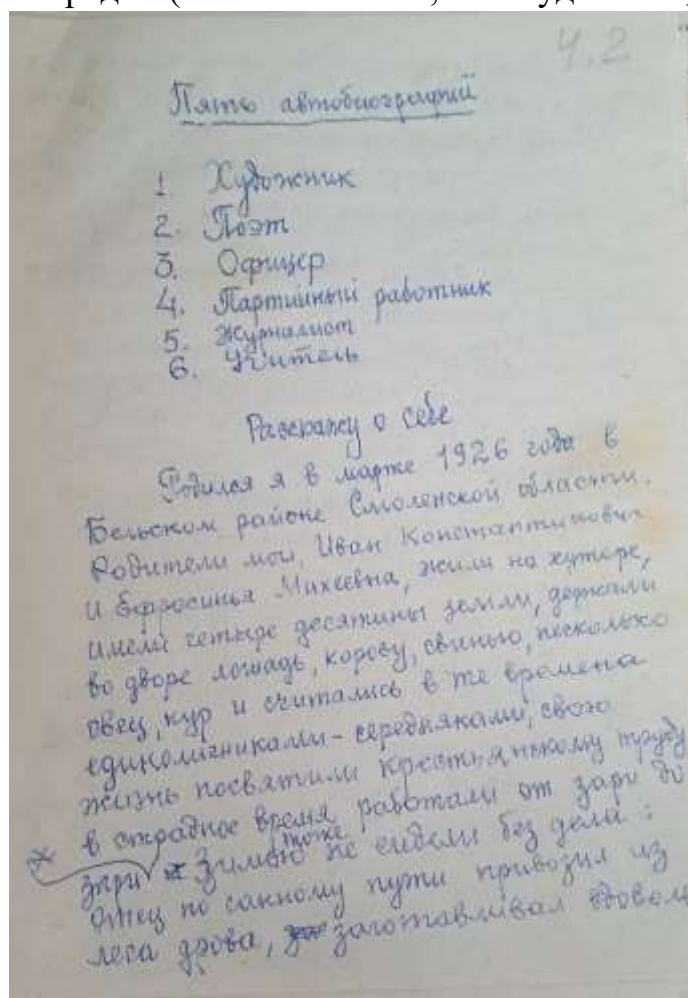 4.2
Пять автобиографий
1. Художник
2. Поэт
3. Офицер
4. Партийный работник
5. Журналист
6. Учитель
Расскажу о себе
Родился я в марте 1926 года в
Бельском районе Смоленской области.
Родители мои, Иван Константинович
и Ефросинья Михеевна, жили на хуторе,
имели четыре десятины земли, держали
во дворе лошадь, корову, свинью, несколько
овец, кур и считались в те времена
единоличниками-середняками, свою
жизнь посвятили крестьянскому труду
в страдное время работали от зари до
зари Зимою тоже не сидели без дела:
отец по санному пути привозил из
леса дрова, заготавливал